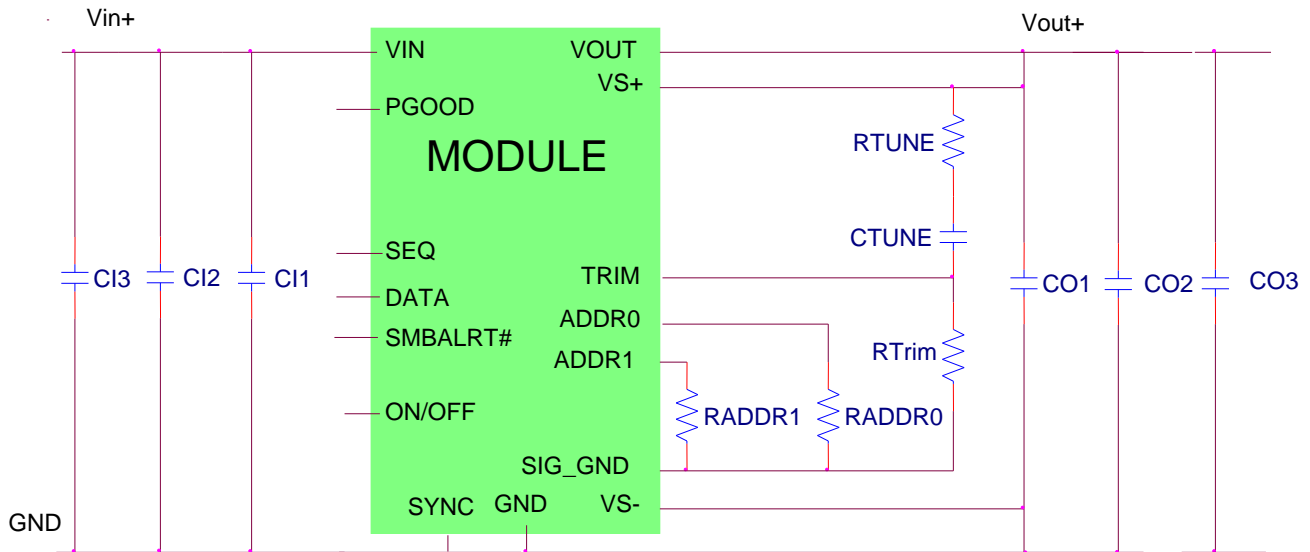 Vin+
Vout+
VIN
VOUT
VS+
PGOOD
MODULE
RTUNE
CTUNE
SEQ
TRIM
CI3
CI2
CI1
CO1
CO2
CO3
DATA
ADDR0
SMBALRT#
ADDR1
RTrim
ON/OFF
RADDR1
RADDR0
SIG_GND
SYNC
GND
VS-
GND